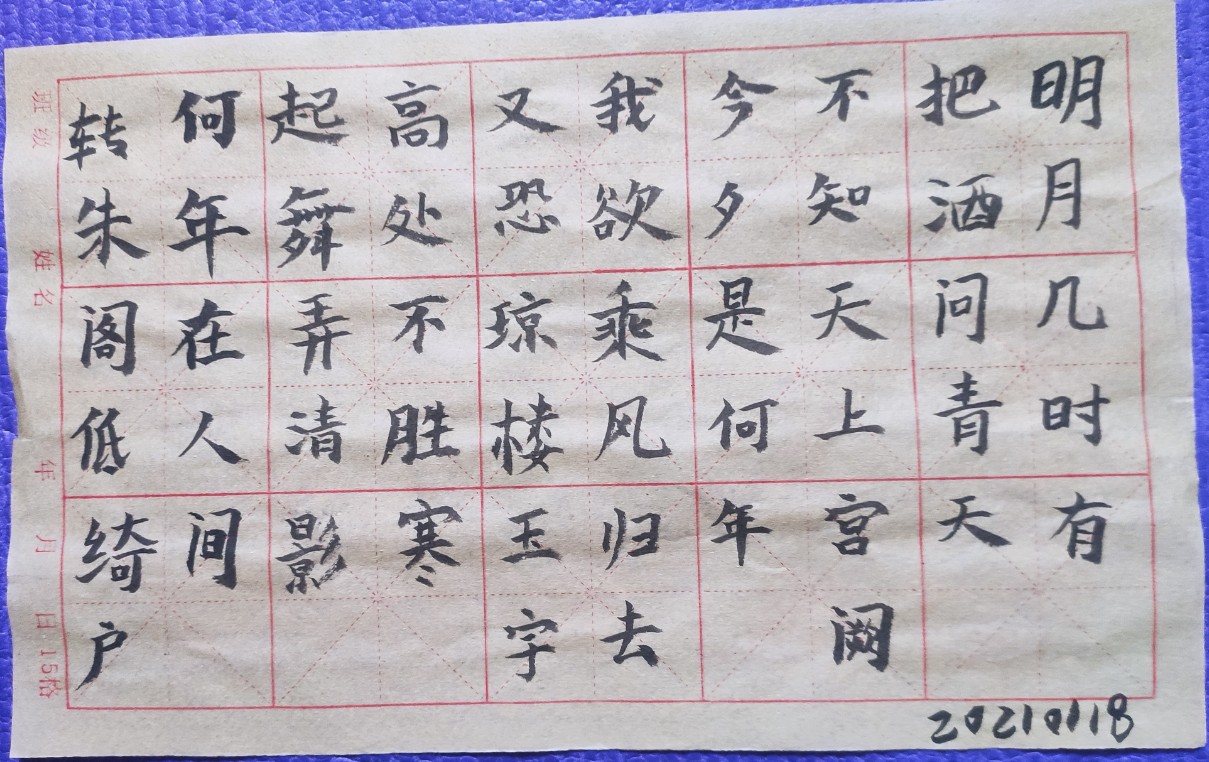 明月几时有
把酒问青天
不知天上宫阙
今夕是何年
我欲乘风归去
又恐琼楼玉字
高处不胜寒
起舞弄清影
何年在人间
转朱阁低绮户
班级 姓名 年 月 日 15格
20210118